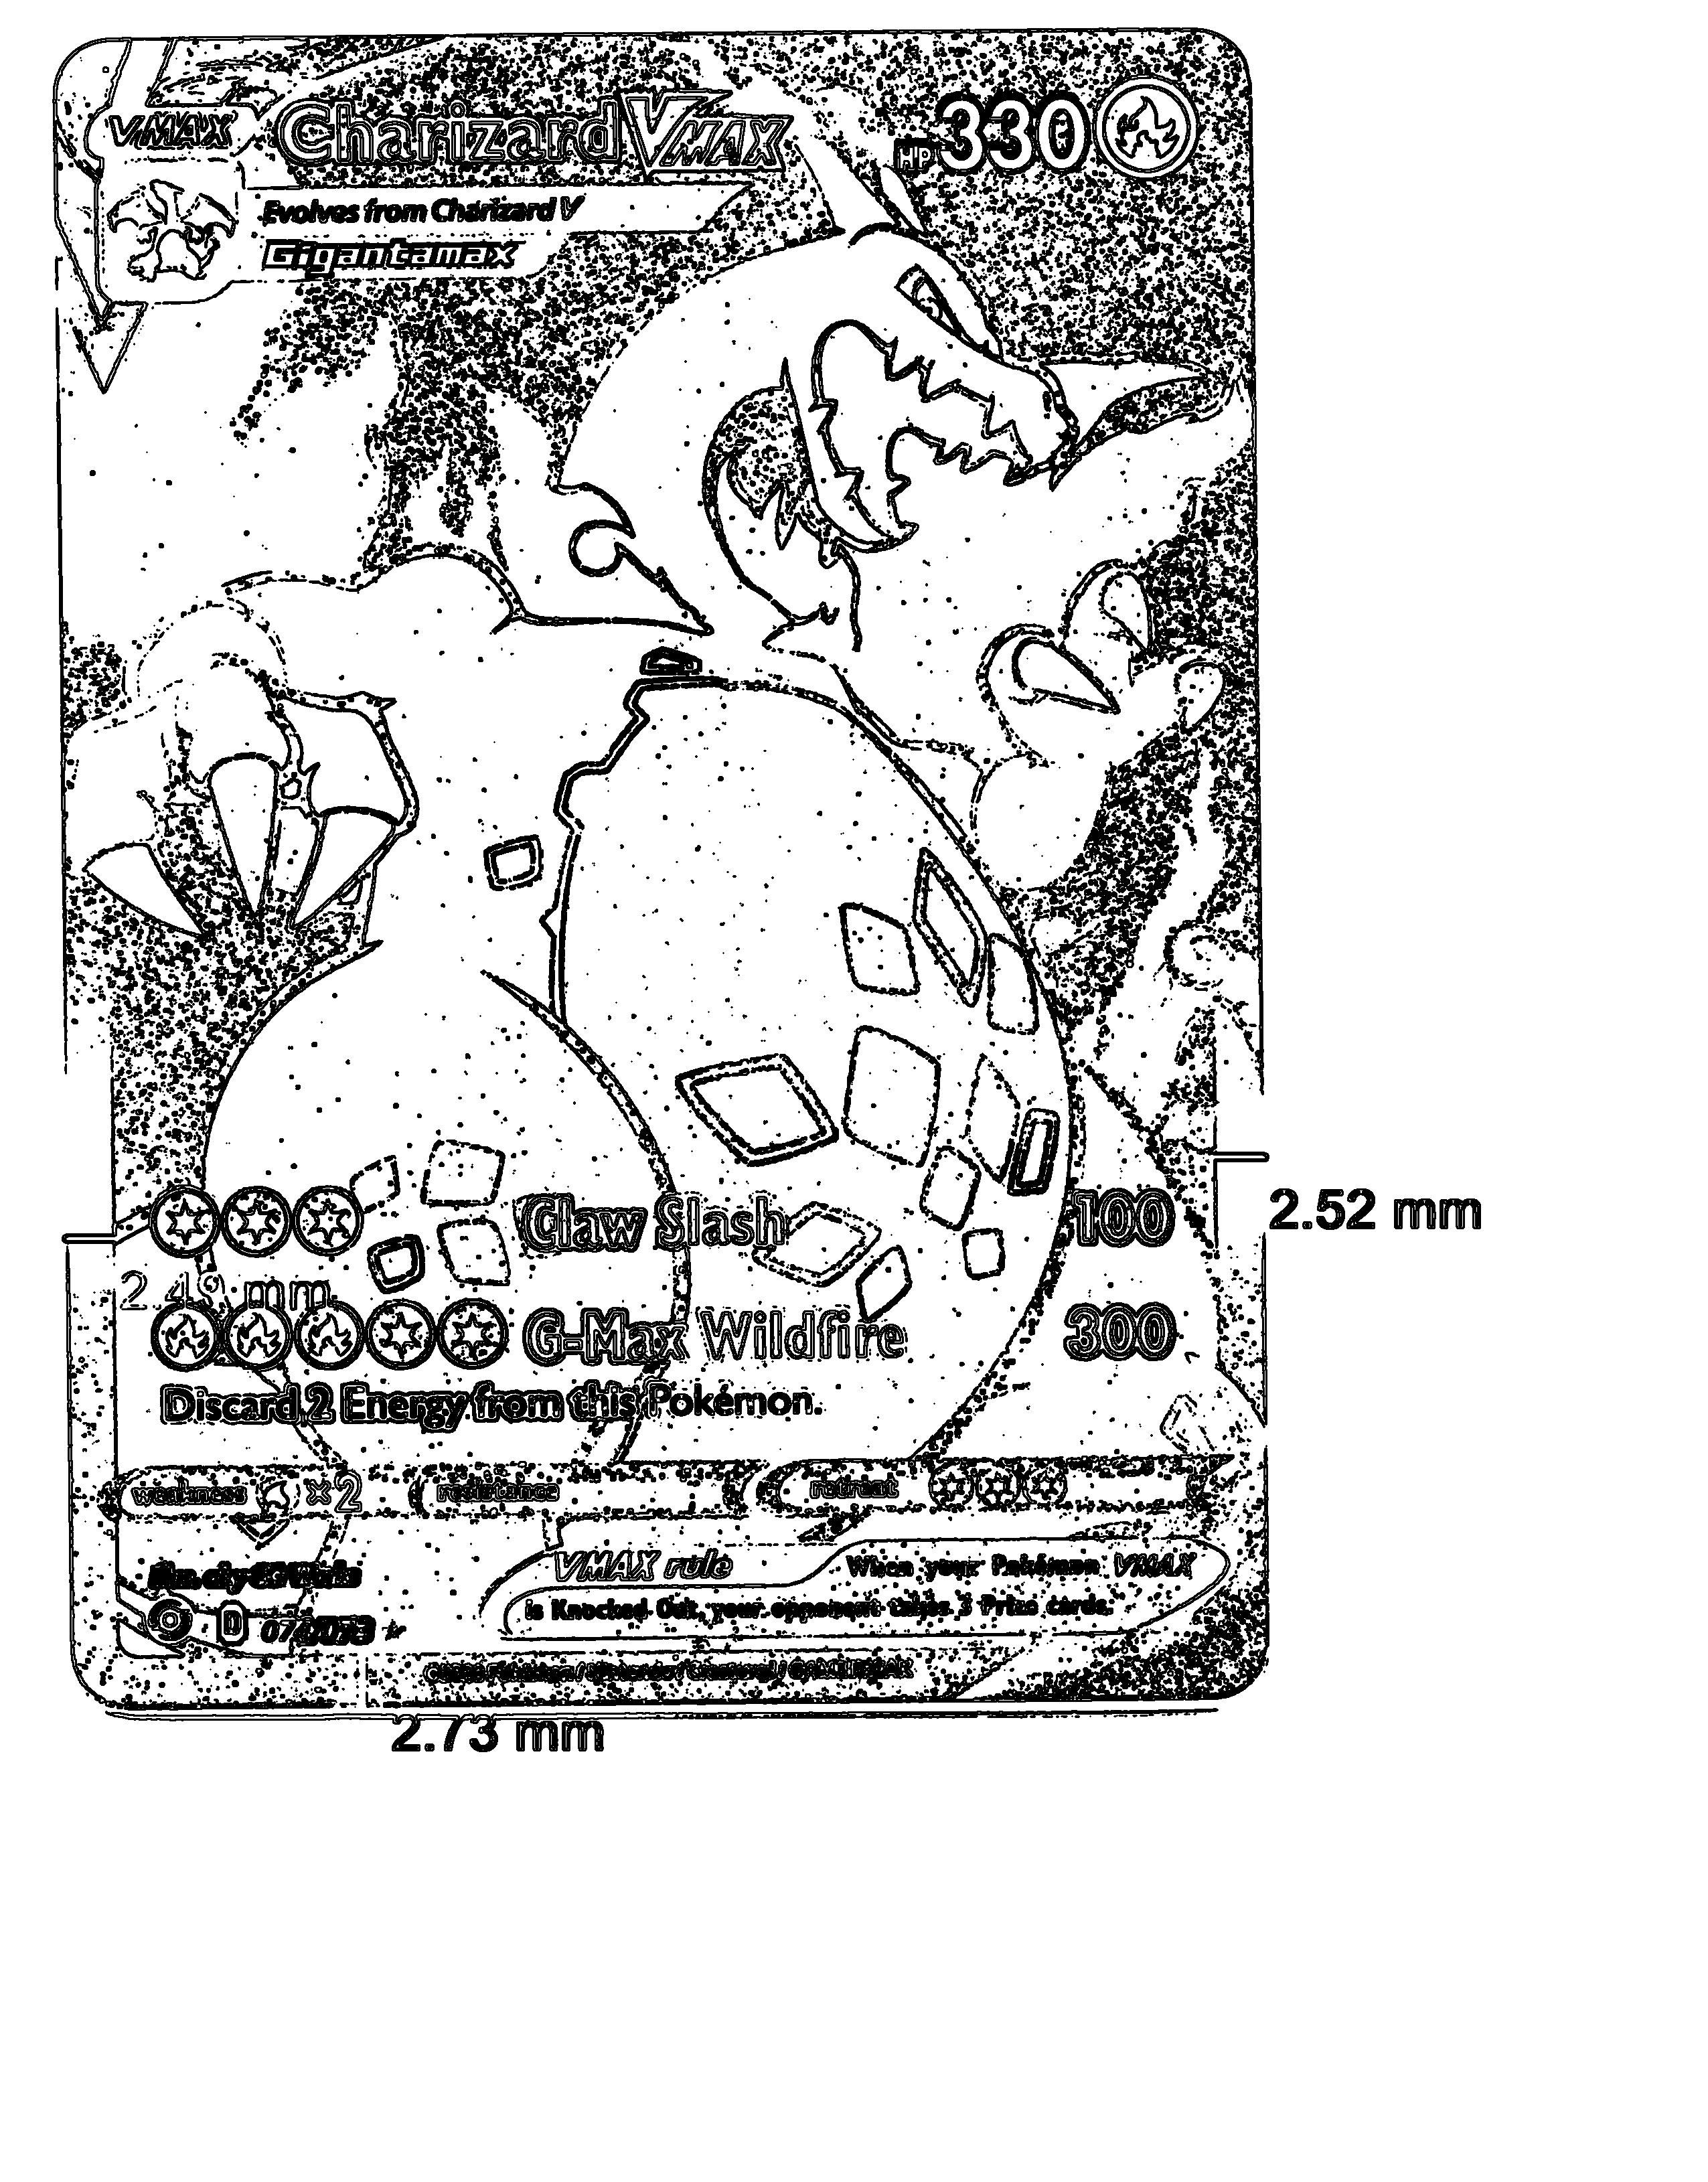 VMAX Charizard VMAX HP 330
Evolves from Charizard V
Gigantamax
Claw Slash 100
2.52 mm
2.49 mm
G-Max Wildfire 300
Discard 2 Energy from this Pokémon.
weakness ×2 resistance retreat
VMAX rule When your Pokémon VMAX
is Knocked Out, your opponent takes 3 Prize cards.
D 074/073
2.73 mm